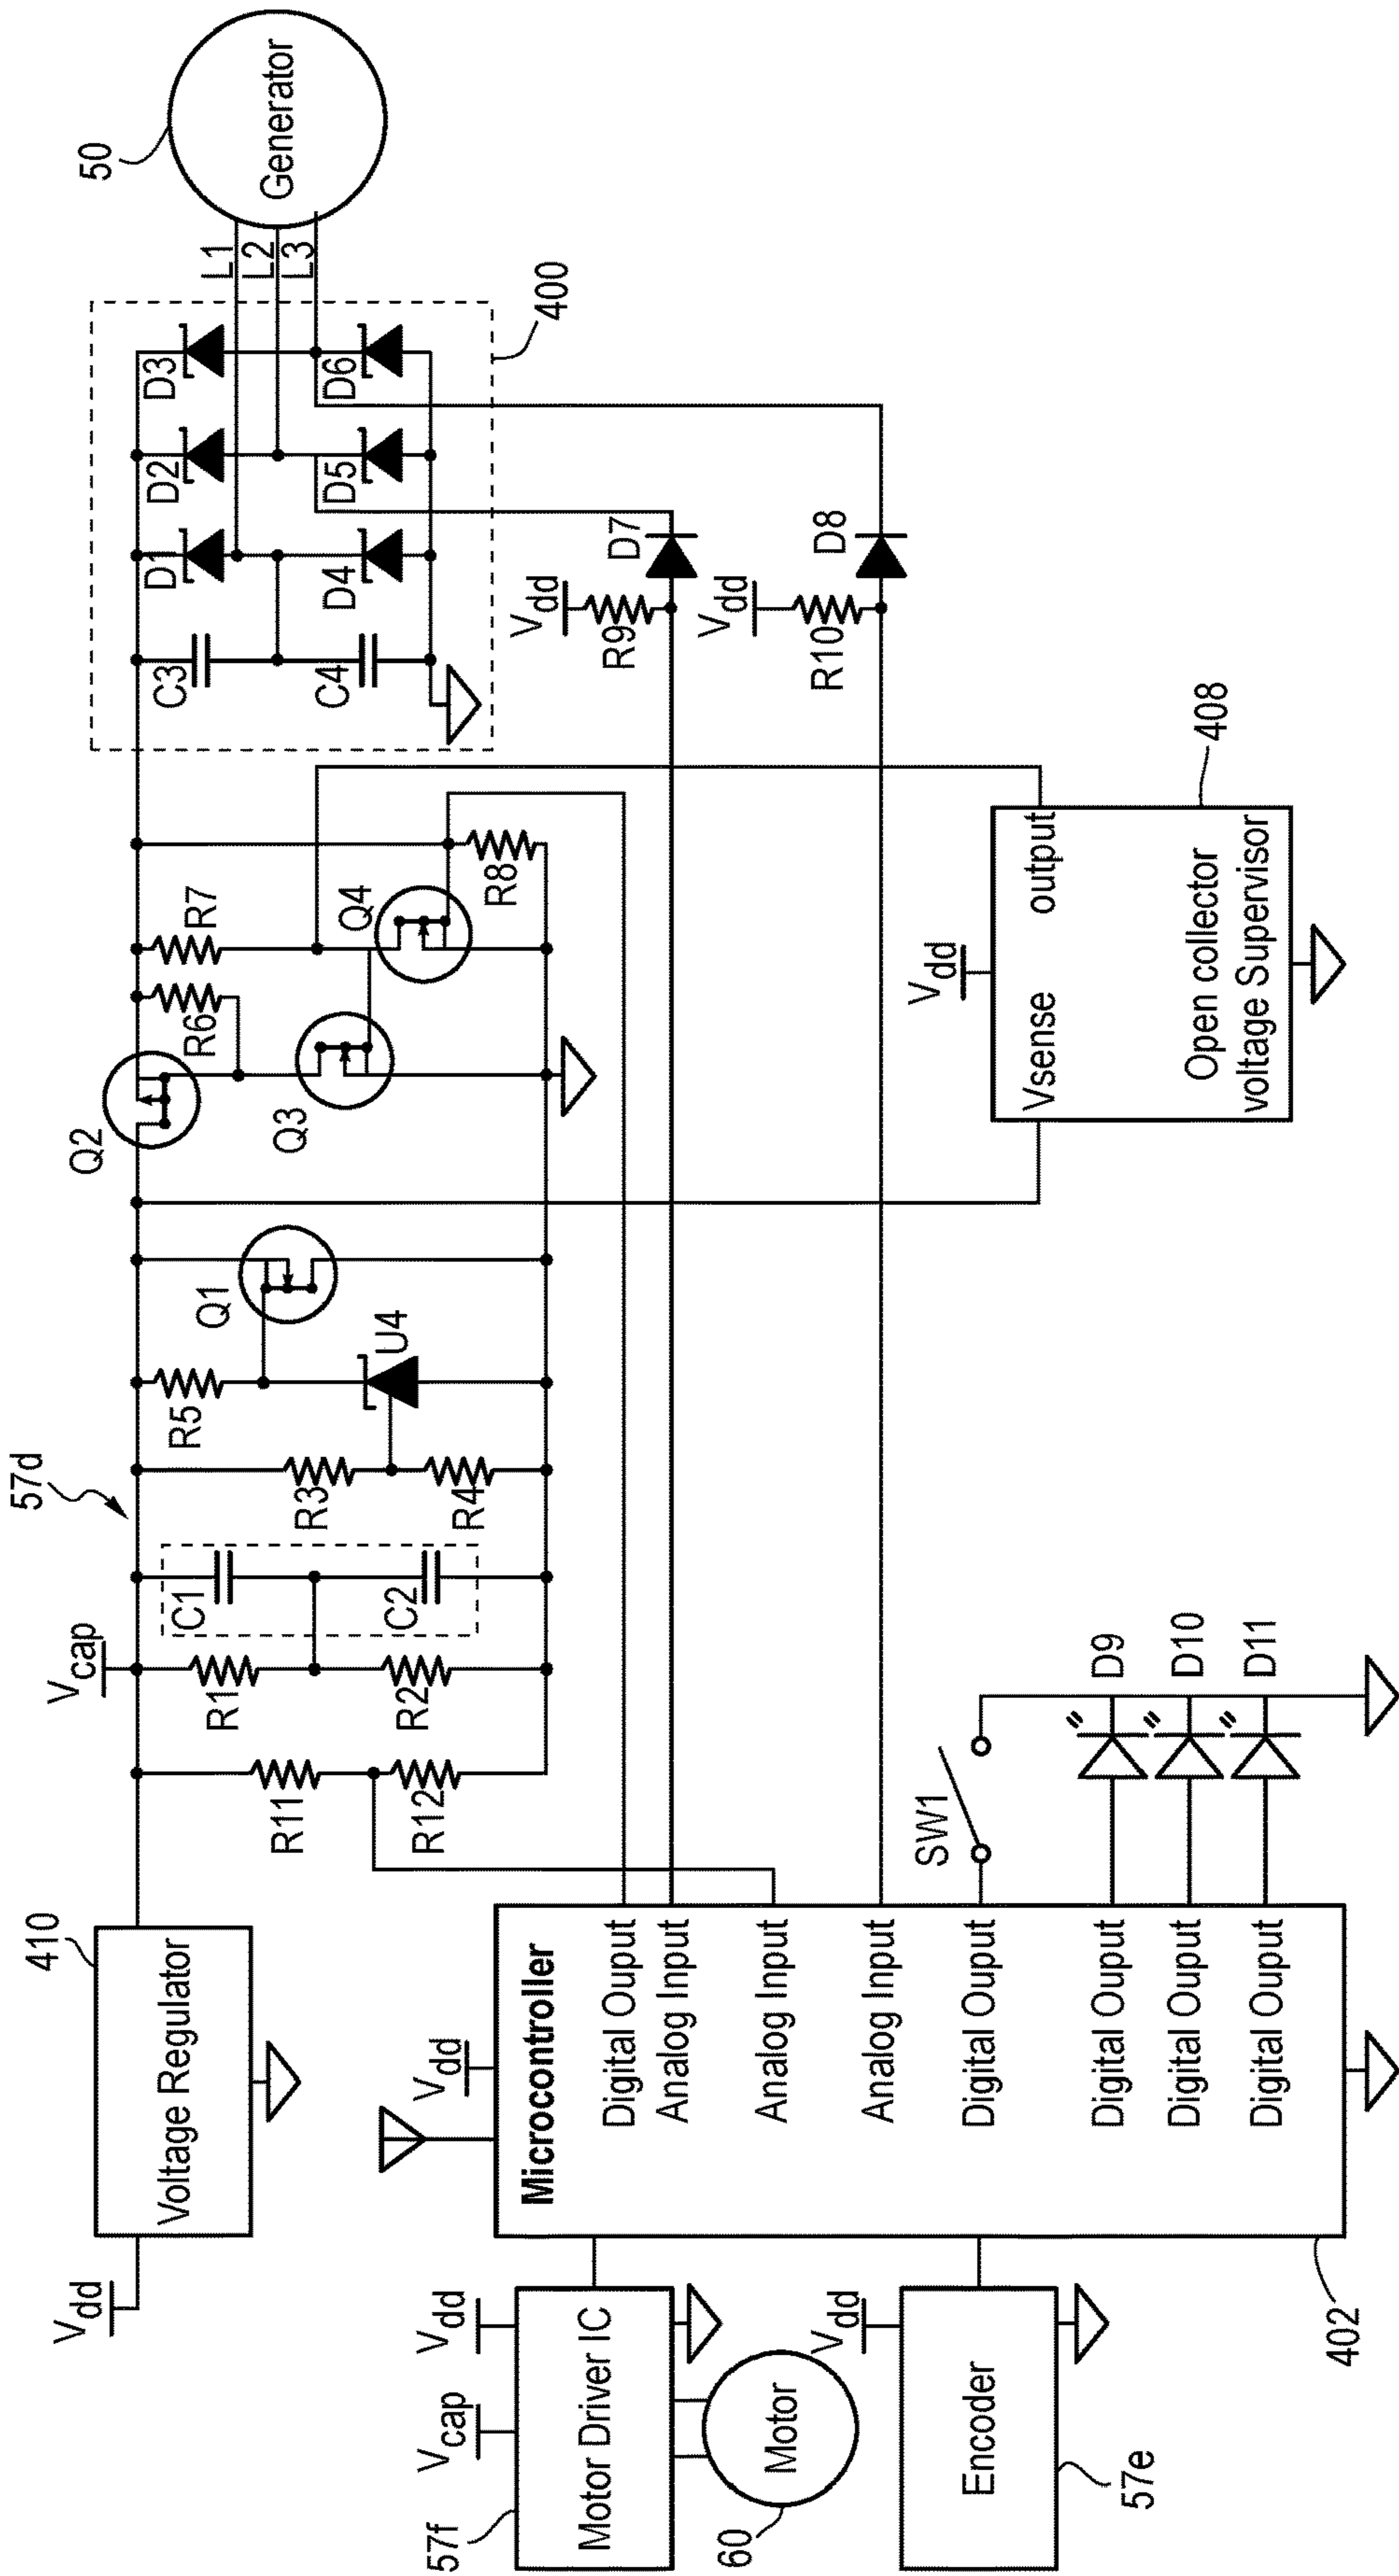 50
Generator
L1
L2
L3
400
D3
D6
D2
D5
D1
D4
C3
C4
D7
Vdd
R9
D8
Vdd
R10
408
output
Vdd
Vsense
Open collector
voltage Supervisor
R7
R6
Q4
R8
Q2
Q3
Q1
U4
R5
57d
R3
R4
C1
C2
Vcap
R1
R2
R11
R12
410
Voltage Regulator
Vdd
SW1
D9
D10
D11
Vdd
Microcontroller
Digital Ouput
Analog Input
Analog Input
Analog Input
Digital Ouput
Digital Ouput
Digital Ouput
Digital Ouput
402
Vdd
Vcap
Motor Driver IC
57f
Motor
60
Vdd
Encoder
57e